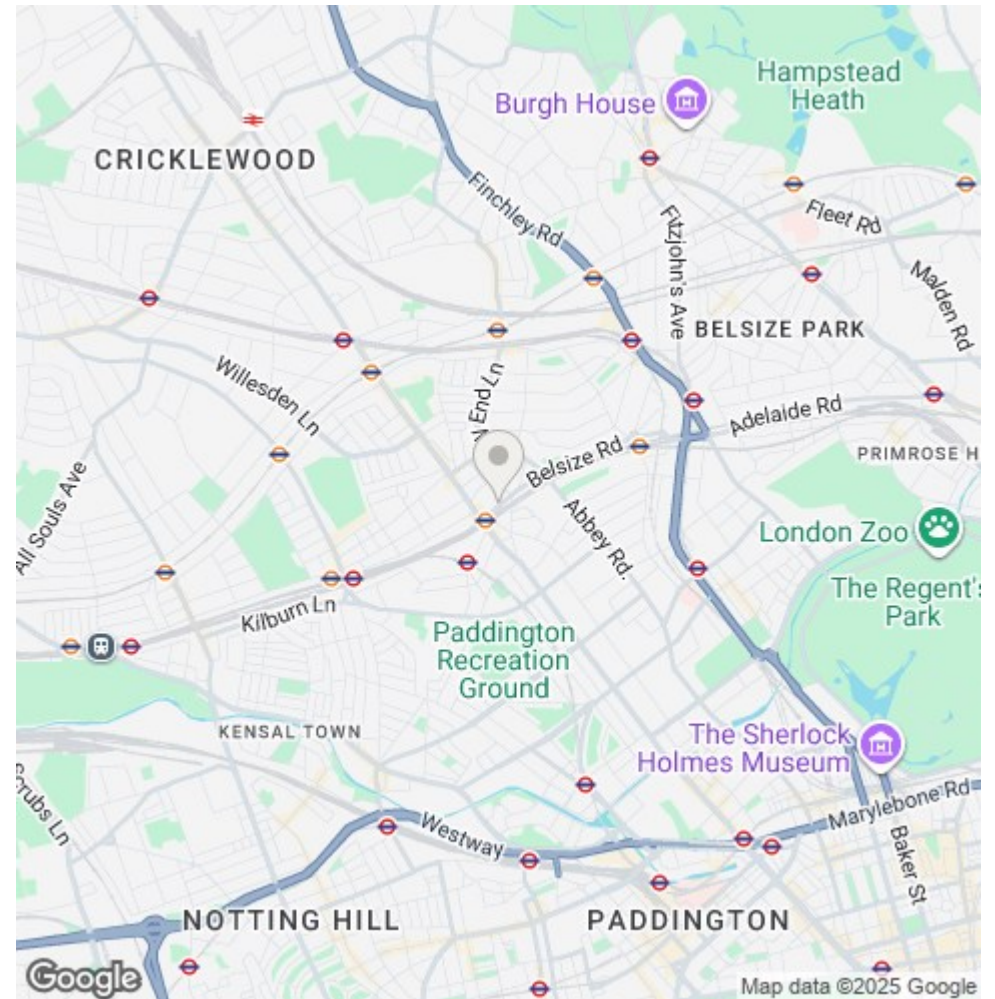 Hampstead
Heath
Burgh House
CRICKLEWOOD
Finchley Rd
Fitzjohn's Ave
Fleet Rd
Malden Rd
BELSIZE PARK
Willesden Ln
End Ln
Adelaide Rd
Belsize Rd
PRIMROSE H
All Souls Ave
Abbey Rd.
London Zoo
The Regent's
Park
Kilburn Ln
Paddington
Recreation
Ground
KENSAL TOWN
The Sherlock
Holmes Museum
Scrubs Ln
Westway
Marylebone Rd
Baker St
NOTTING HILL
PADDINGTON
Google
Map data ©2025 Google